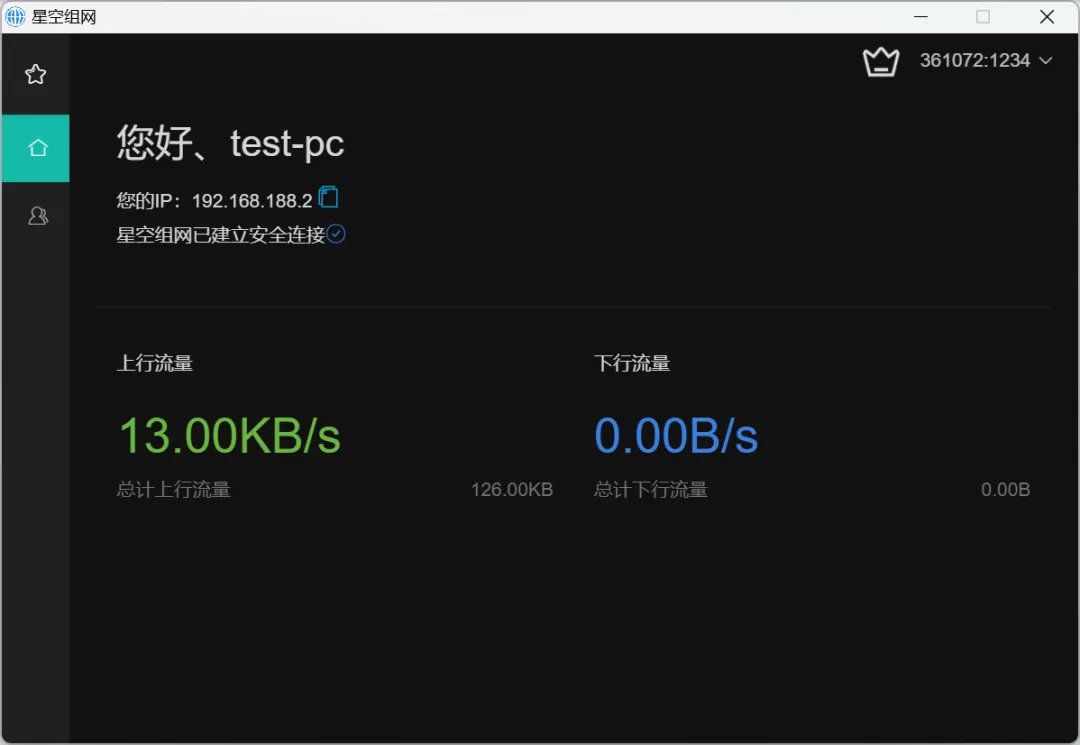 星空组网
361072:1234
您好、test-pc
您的IP：192.168.188.2
星空组网已建立安全连接
上行流量
下行流量
13.00KB/s
0.00B/s
总计上行流量 126.00KB
总计下行流量 0.00B